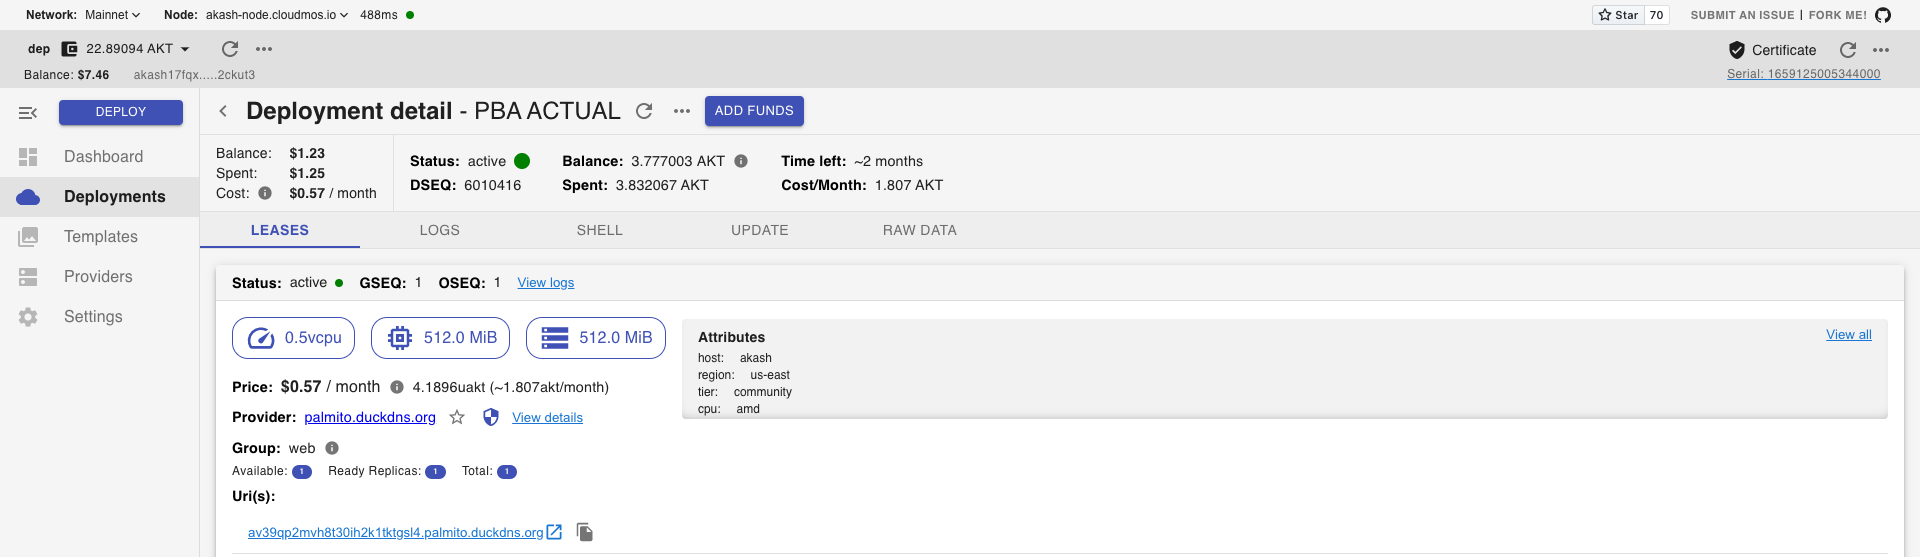 Network: Mainnet Node: akash-node.cloudmos.io 488ms Star 70 SUBMIT AN ISSUE | FORK ME!
dep 22.89094 AKT Certificate
Balance: $7.46 akash17fqx.....2ckut3 Serial: 1659125005344000
DEPLOY
Dashboard
Deployments
Templates
Providers
Settings
Deployment detail - PBA ACTUAL ADD FUNDS
Balance: $1.23
Spent: $1.25
Cost: $0.57 / month
Status: active Balance: 3.777003 AKT Time left: ~2 months
DSEQ: 6010416 Spent: 3.832067 AKT Cost/Month: 1.807 AKT
LEASES LOGS SHELL UPDATE RAW DATA
Status: active GSEQ: 1 OSEQ: 1 View logs
0.5vcpu 512.0 MiB 512.0 MiB
Price: $0.57 / month 4.1896uakt (~1.807akt/month)
Provider: palmito.duckdns.org View details
Group: web
Available: 1 Ready Replicas: 1 Total: 1
Uri(s):
av39qp2mvh8t30ih2k1tktgsl4.palmito.duckdns.org
Attributes View all
host: akash
region: us-east
tier: community
cpu: amd